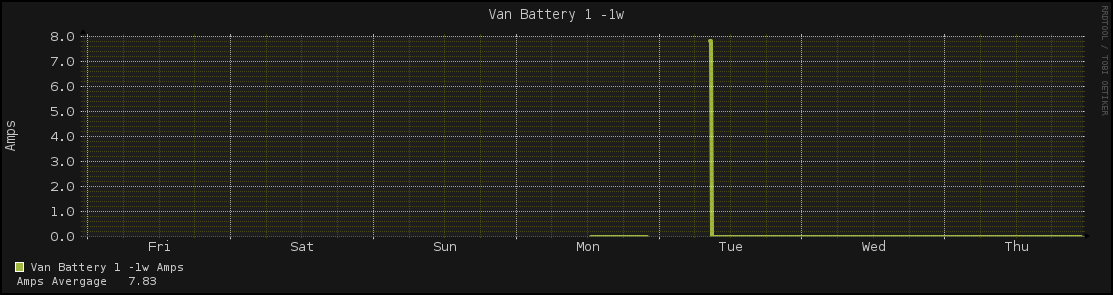 Van Battery 1 -1w
RRDTOOL / TOBI OETIKER
Amps
8.0
7.0
6.0
5.0
4.0
3.0
2.0
1.0
0.0
Fri Sat Sun Mon Tue Wed Thu
Van Battery 1 -1w Amps
Amps Avergage 7.83